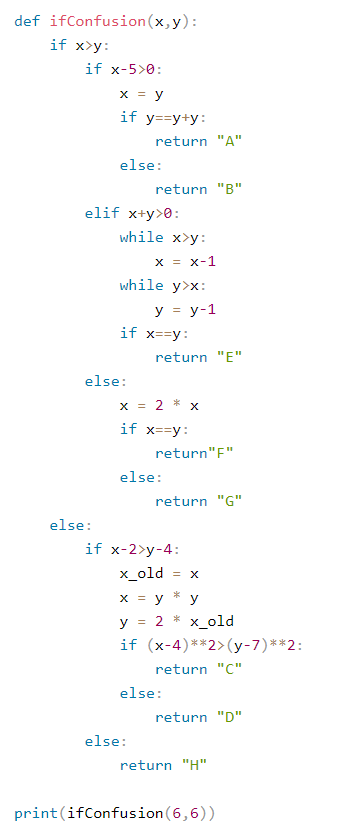 def ifConfusion(x,y):
    if x>y:
        if x-5>0:
            x = y
            if y==y+y:
                return "A"
            else:
                return "B"
        elif x+y>0:
            while x>y:
                x = x-1
            while y>x:
                y = y-1
            if x==y:
                return "E"
        else:
            x = 2 * x
            if x==y:
                return"F"
            else:
                return "G"
    else:
        if x-2>y-4:
            x_old = x
            x = y * y
            y = 2 * x_old
            if (x-4)**2>(y-7)**2:
                return "C"
            else:
                return "D"
        else:
            return "H"

print(ifConfusion(6,6))